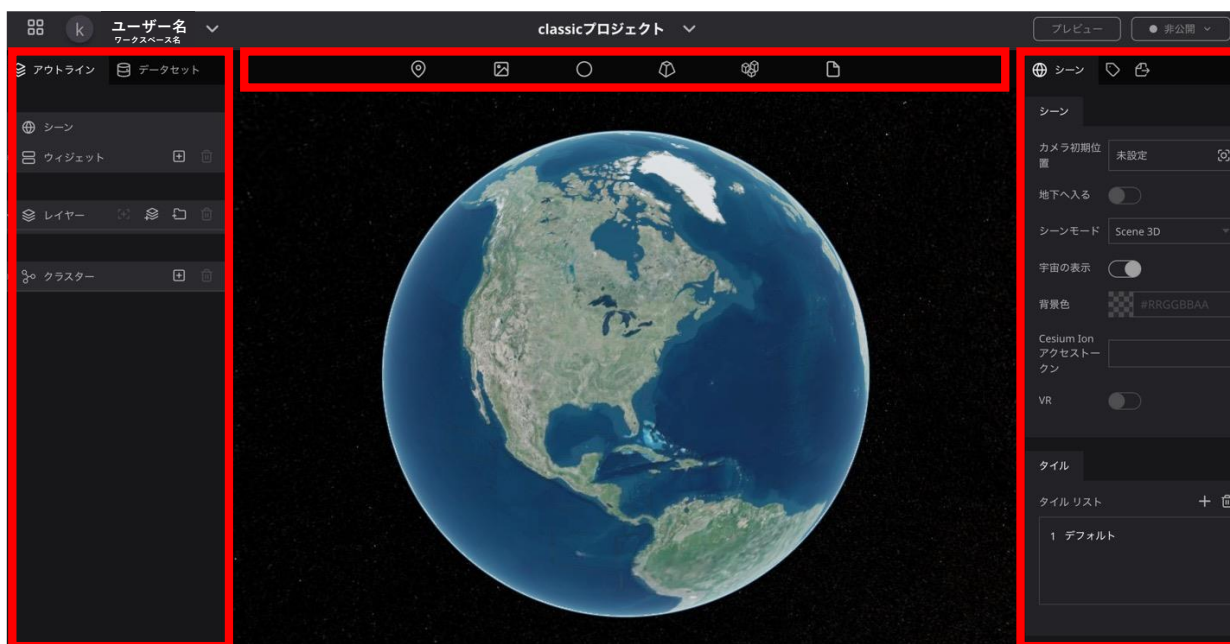 k ユーザー名
ワークスペース名
classicプロジェクト
プレビュー
非公開
アウトライン
データセット
シーン
ウィジェット
レイヤー
クラスター
シーン
シーン
カメラ初期位
置
未設定
地下へ入る
シーンモード
Scene 3D
宇宙の表示
背景色
#RRGGBBAA
Cesium Ion
アクセストー
クン
VR
タイル
タイル リスト
1 デフォルト